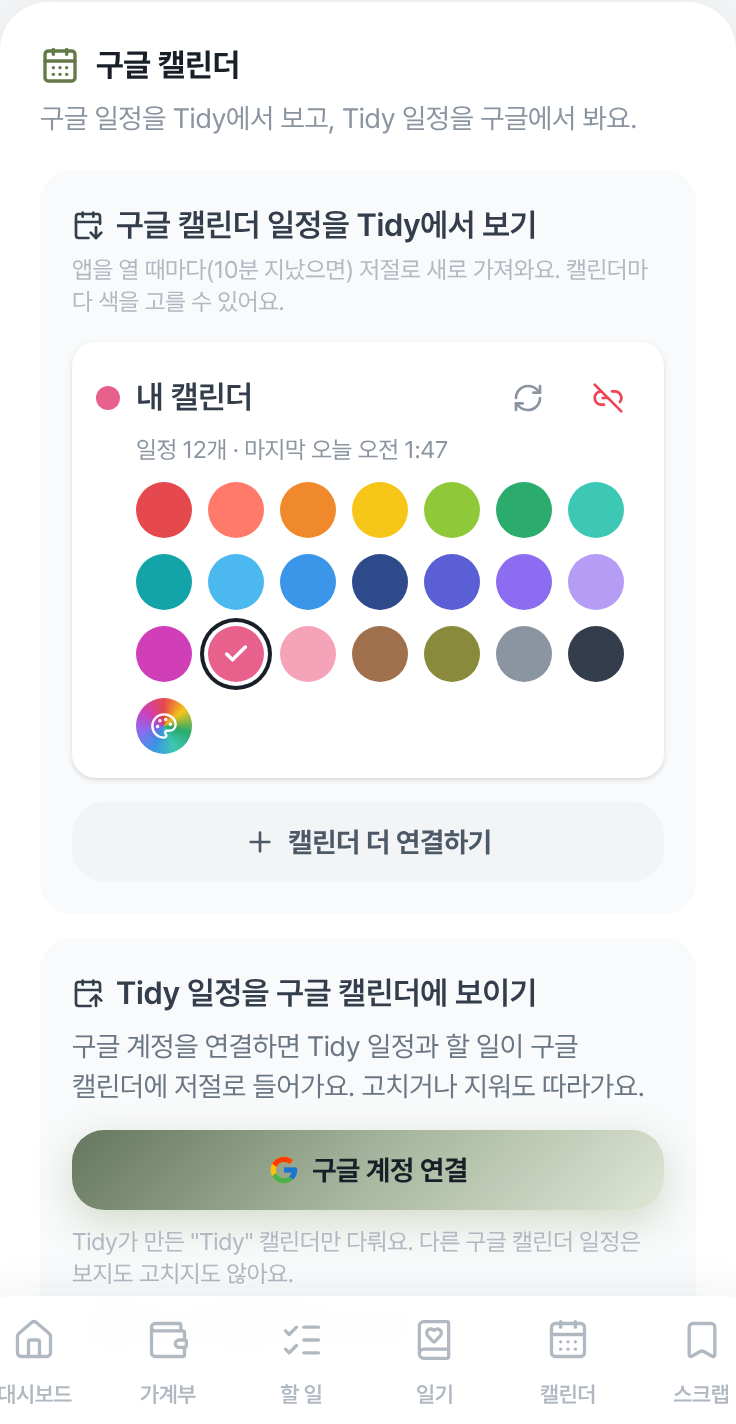 구글 캘린더
구글 일정을 Tidy에서 보고, Tidy 일정을 구글에서 봐요.
구글 캘린더 일정을 Tidy에서 보기
앱을 열 때마다(10분 지났으면) 저절로 새로 가져와요. 캘린더마
다 색을 고를 수 있어요.
내 캘린더
일정 12개 · 마지막 오늘 오전 1:47
캘린더 더 연결하기
Tidy 일정을 구글 캘린더에 보이기
구글 계정을 연결하면 Tidy 일정과 할 일이 구글
캘린더에 저절로 들어가요. 고치거나 지워도 따라가요.
구글 계정 연결
Tidy가 만든 "Tidy" 캘린더만 다뤄요. 다른 구글 캘린더 일정은
보지도 고치지도 않아요.
대시보드 가계부 할 일 일기 캘린더 스크랩